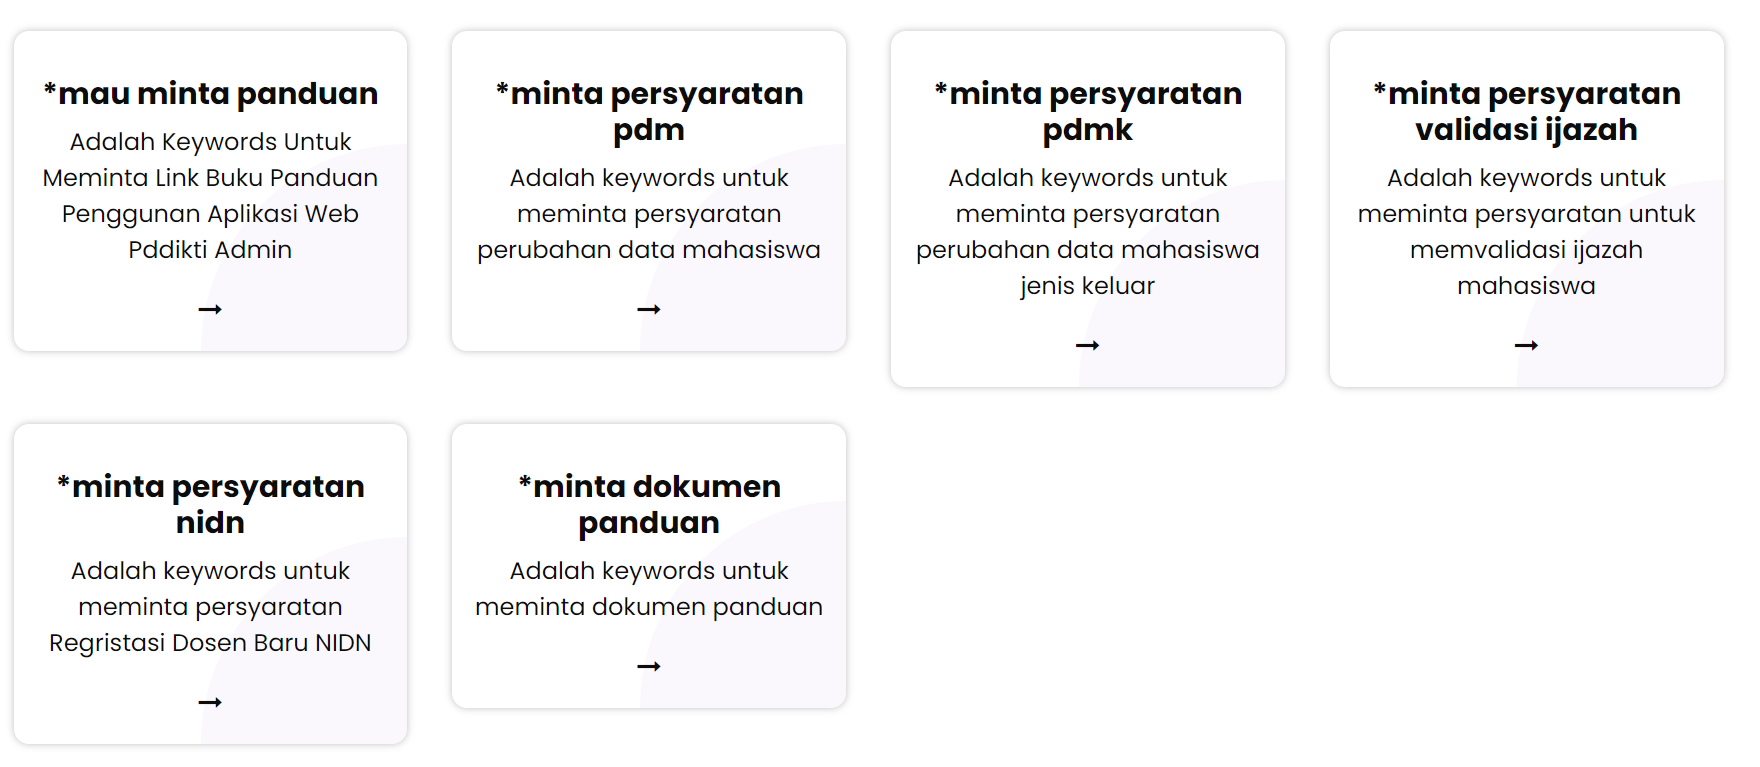 *mau minta panduan
Adalah Keywords Untuk
Meminta Link Buku Panduan
Penggunan Aplikasi Web
Pddikti Admin
*minta persyaratan
pdm
Adalah keywords untuk
meminta persyaratan
perubahan data mahasiswa
*minta persyaratan
pdmk
Adalah keywords untuk
meminta persyaratan
perubahan data mahasiswa
jenis keluar
*minta persyaratan
validasi ijazah
Adalah keywords untuk
meminta persyaratan untuk
memvalidasi ijazah
mahasiswa
*minta persyaratan
nidn
Adalah keywords untuk
meminta persyaratan
Regristasi Dosen Baru NIDN
*minta dokumen
panduan
Adalah keywords untuk
meminta dokumen panduan